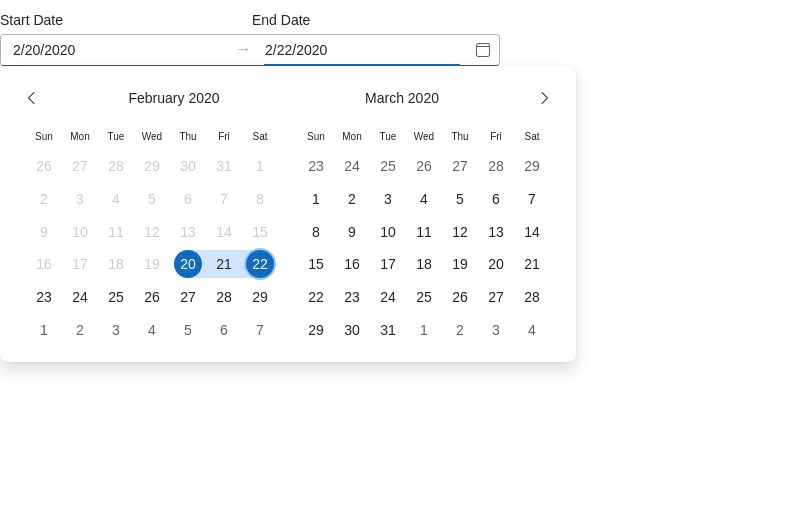 Start Date End Date
2/20/2020 → 2/22/2020
February 2020 March 2020
Sun Mon Tue Wed Thu Fri Sat Sun Mon Tue Wed Thu Fri Sat
26 27 28 29 30 31 1 23 24 25 26 27 28 29
2 3 4 5 6 7 8 1 2 3 4 5 6 7
9 10 11 12 13 14 15 8 9 10 11 12 13 14
16 17 18 19 20 21 22 15 16 17 18 19 20 21
23 24 25 26 27 28 29 22 23 24 25 26 27 28
1 2 3 4 5 6 7 29 30 31 1 2 3 4